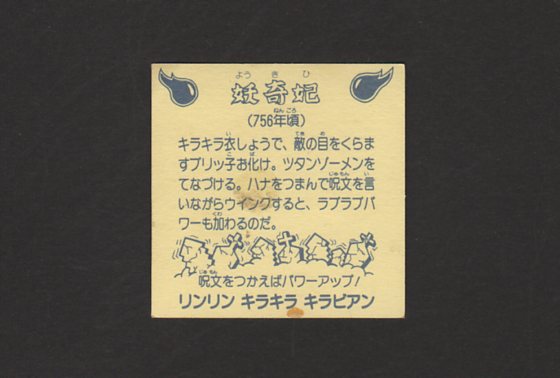 妖奇妃
(756年頃)
キラキラ衣しょうで、敵の目をくらま
すブリッ子お化け。ツタンゾーメンを
てなづける。ハナをつまんで呪文を言
いながらウインクすると、ラブラブパ
ワーも加わるのだ。
呪文をつかえばパワーアップ!
リンリン キラキラ キラビアン